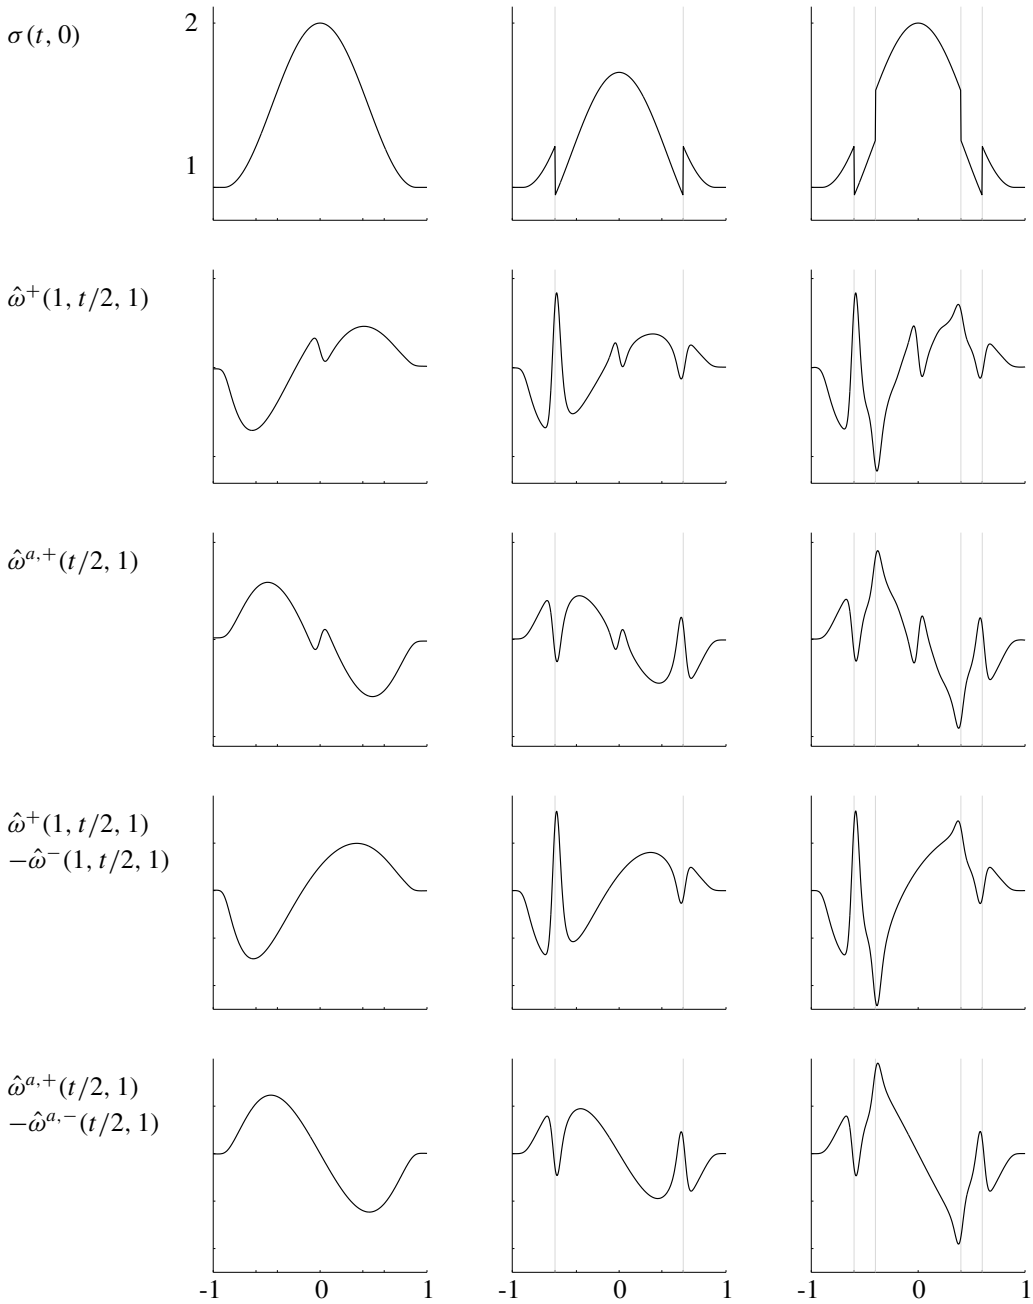 σ(t, 0)
2
1
ω̂⁺(1, t/2, 1)
ω̂ᵃ,⁺(t/2, 1)
ω̂⁺(1, t/2, 1)
−ω̂⁻(1, t/2, 1)
ω̂ᵃ,⁺(t/2, 1)
−ω̂ᵃ,⁻(t/2, 1)
-1 0 1 -1 0 1 -1 0 1